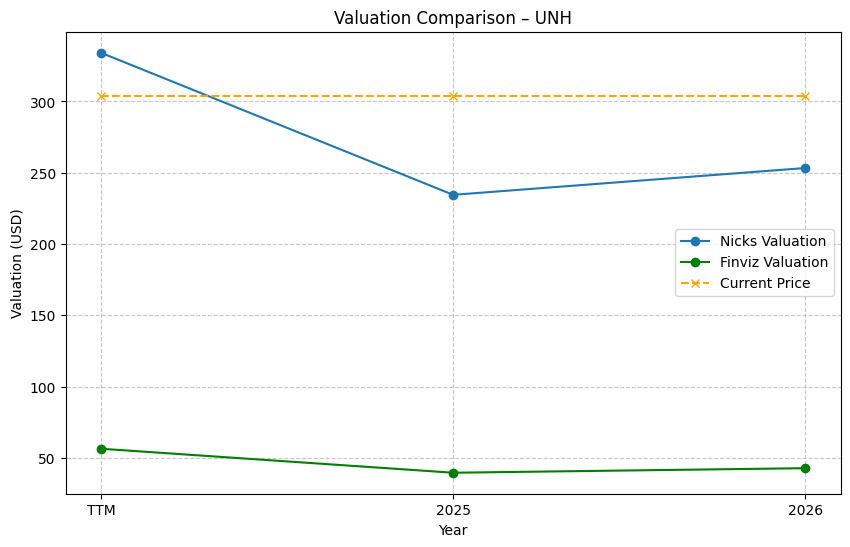 Valuation Comparison – UNH
Valuation (USD)
300
250
200
150
100
50
Nicks Valuation
Finviz Valuation
Current Price
TTM
2025
2026
Year